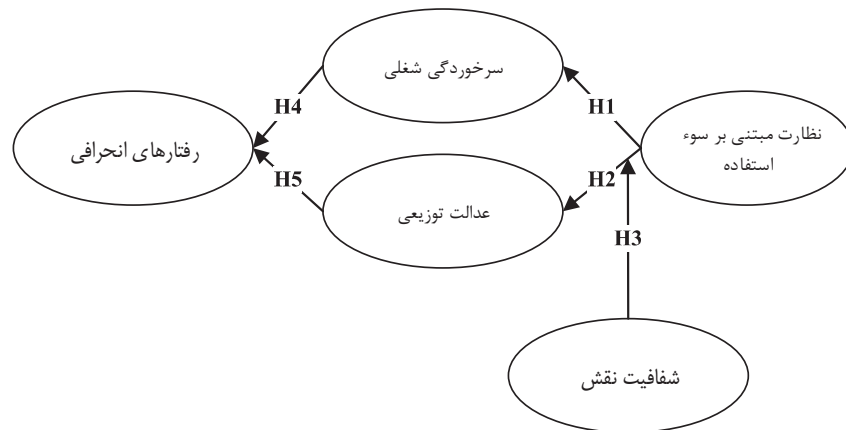 سرخوردگی شغلی
H4
H1
نظارت مبتنی بر سوء
استفاده
رفتارهای انحرافی
H5
H2
عدالت توزیعی
H3
شفافیت نقش